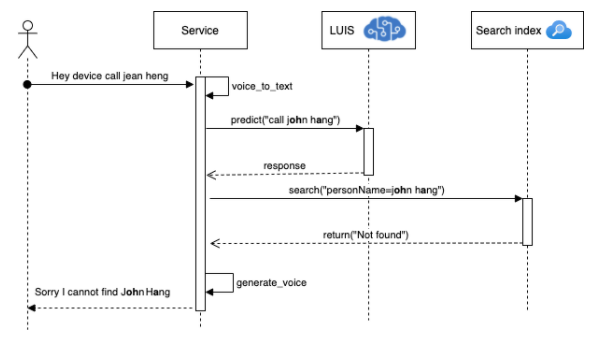 Service
LUIS
Search index
Hey device call jean heng
voice_to_text
predict("call john hang")
response
search("personName=john hang")
return("Not found")
generate_voice
Sorry I cannot find John Hang